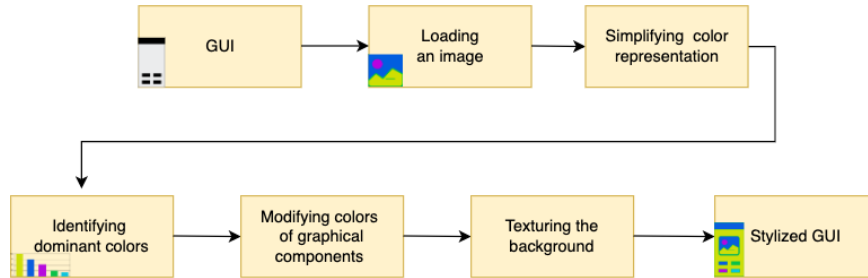 GUI
Loading
an image
Simplifying color
representation
Identifying
dominant colors
Modifying colors
of graphical
components
Texturing the
background
Stylized GUI